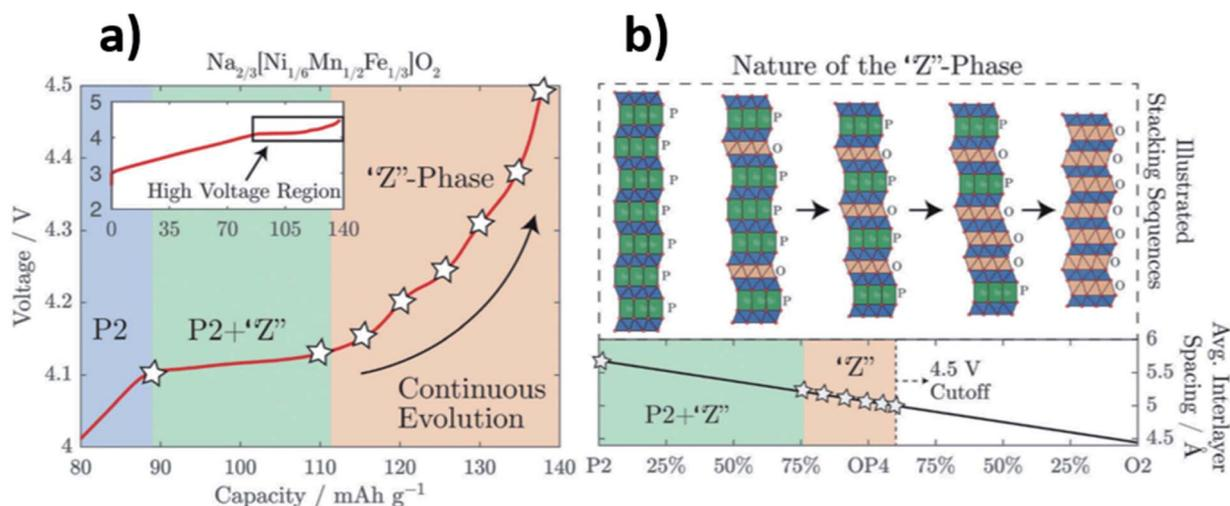 a)
Na2/3[Ni1/6Mn1/2Fe1/3]O2
Voltage / V
4.5
4.4
4.3
4.2
4.1
4
5
4
3
2
0 35 70 105 140
High Voltage Region
"Z"-Phase
P2
P2+"Z"
Continuous
Evolution
80 90 100 110 120 130 140
Capacity / mAh g−1
b)
Nature of the "Z"-Phase
P P P P P P P
P O P P P O P
P O P O P O P
P O P O O O P
O O O O O O
Illustrated
Stacking Sequences
"Z"
P2+"Z"
4.5 V
Cutoff
6
5.5
5
4.5
Avg. Interlayer
Spacing / Å
P2 25% 50% 75% OP4 75% 50% 25% O2